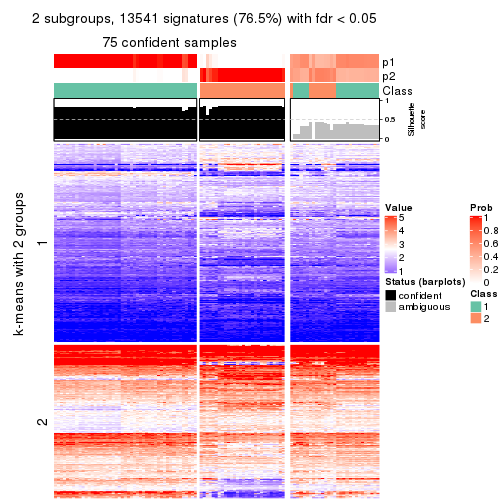 2 subgroups, 13541 signatures (76.5%) with fdr < 0.05
75 confident samples
p1
p2
Class
1
0.5
0
Silhouette
score
k-means with 2 groups
1
2
Value
5
4
3
2
1
Status (barplots)
confident
ambiguous
Prob
1
0.8
0.6
0.4
0.2
0
Class
1
2